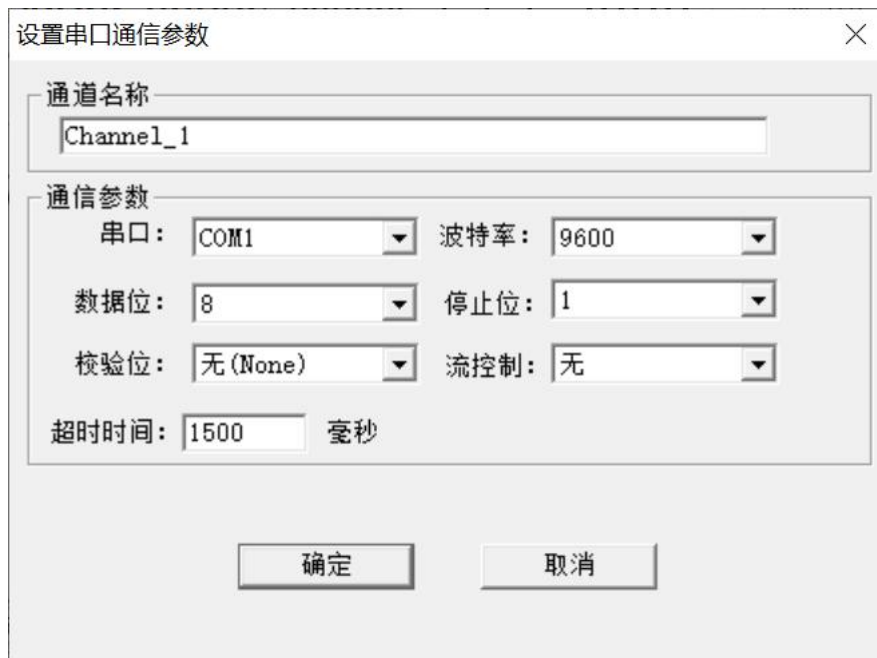 设置串口通信参数
通道名称
Channel_1
通信参数
串口: COM1 波特率: 9600
数据位: 8 停止位: 1
校验位: 无(None) 流控制: 无
超时时间: 1500 毫秒
确定 取消